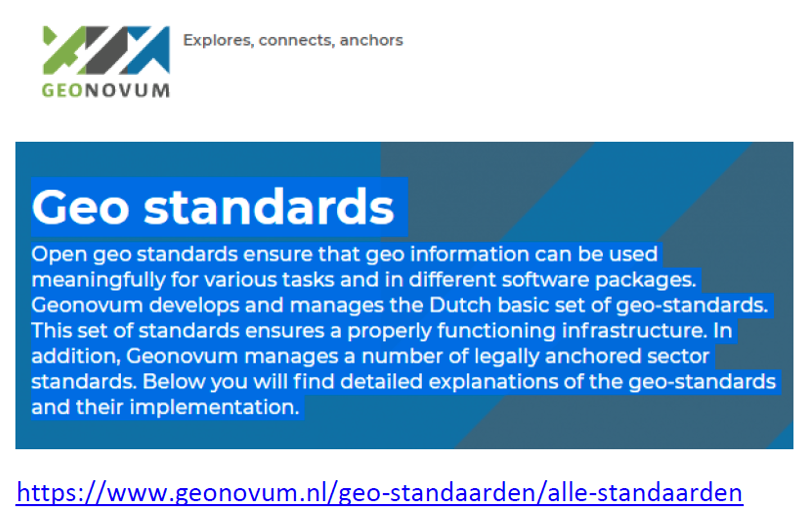 Explores, connects, anchors
GEONOVUM
Geo standards
Open geo standards ensure that geo information can be used
meaningfully for various tasks and in different software packages.
Geonovum develops and manages the Dutch basic set of geo-standards.
This set of standards ensures a properly functioning infrastructure. In
addition, Geonovum manages a number of legally anchored sector
standards. Below you will find detailed explanations of the geo-standards
and their implementation.
https://www.geonovum.nl/geo-standaarden/alle-standaarden